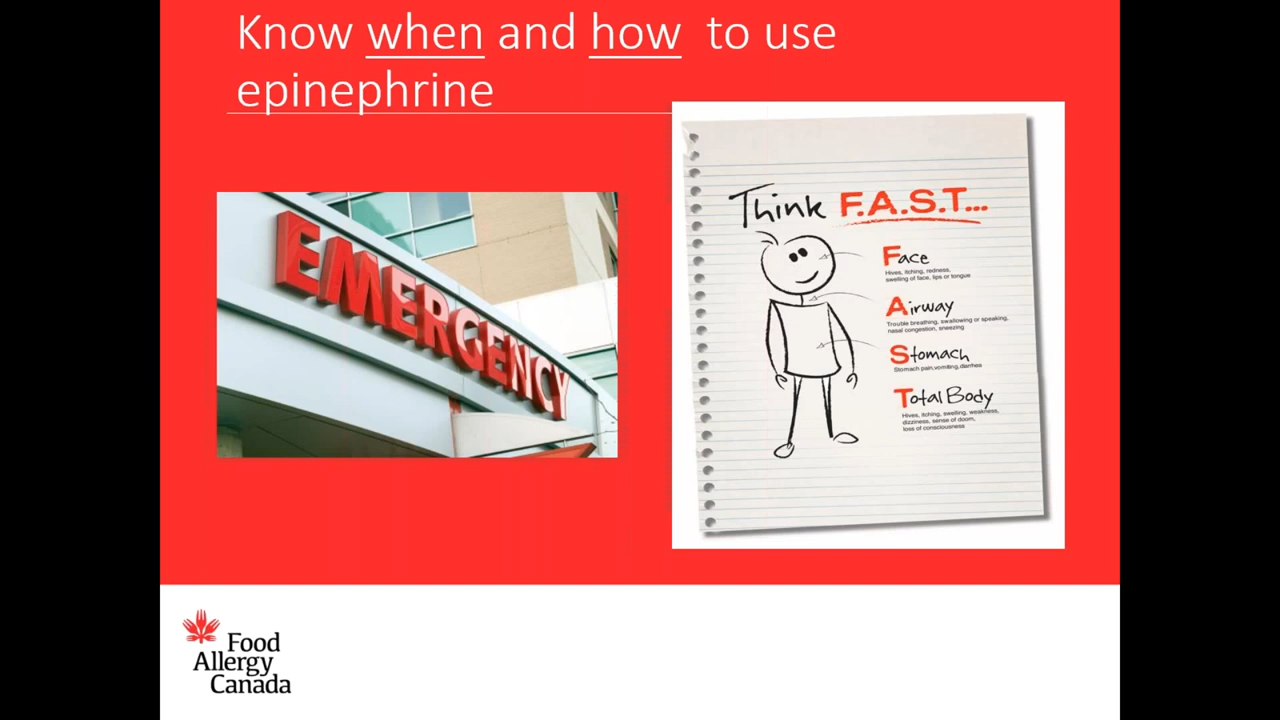 Know when and how to use
epinephrine
EMERGENCY
Think F.A.S.T...
Face
Hives, itching, redness,
swelling of face, lips or tongue
Airway
Trouble breathing, swallowing or speaking,
nasal congestion, sneezing
Stomach
Stomach pain,vomiting,diarrhea
Total Body
Hives, itching, swelling, weakness,
dizziness, sense of doom,
loss of consciousness
Food
Allergy
Canada